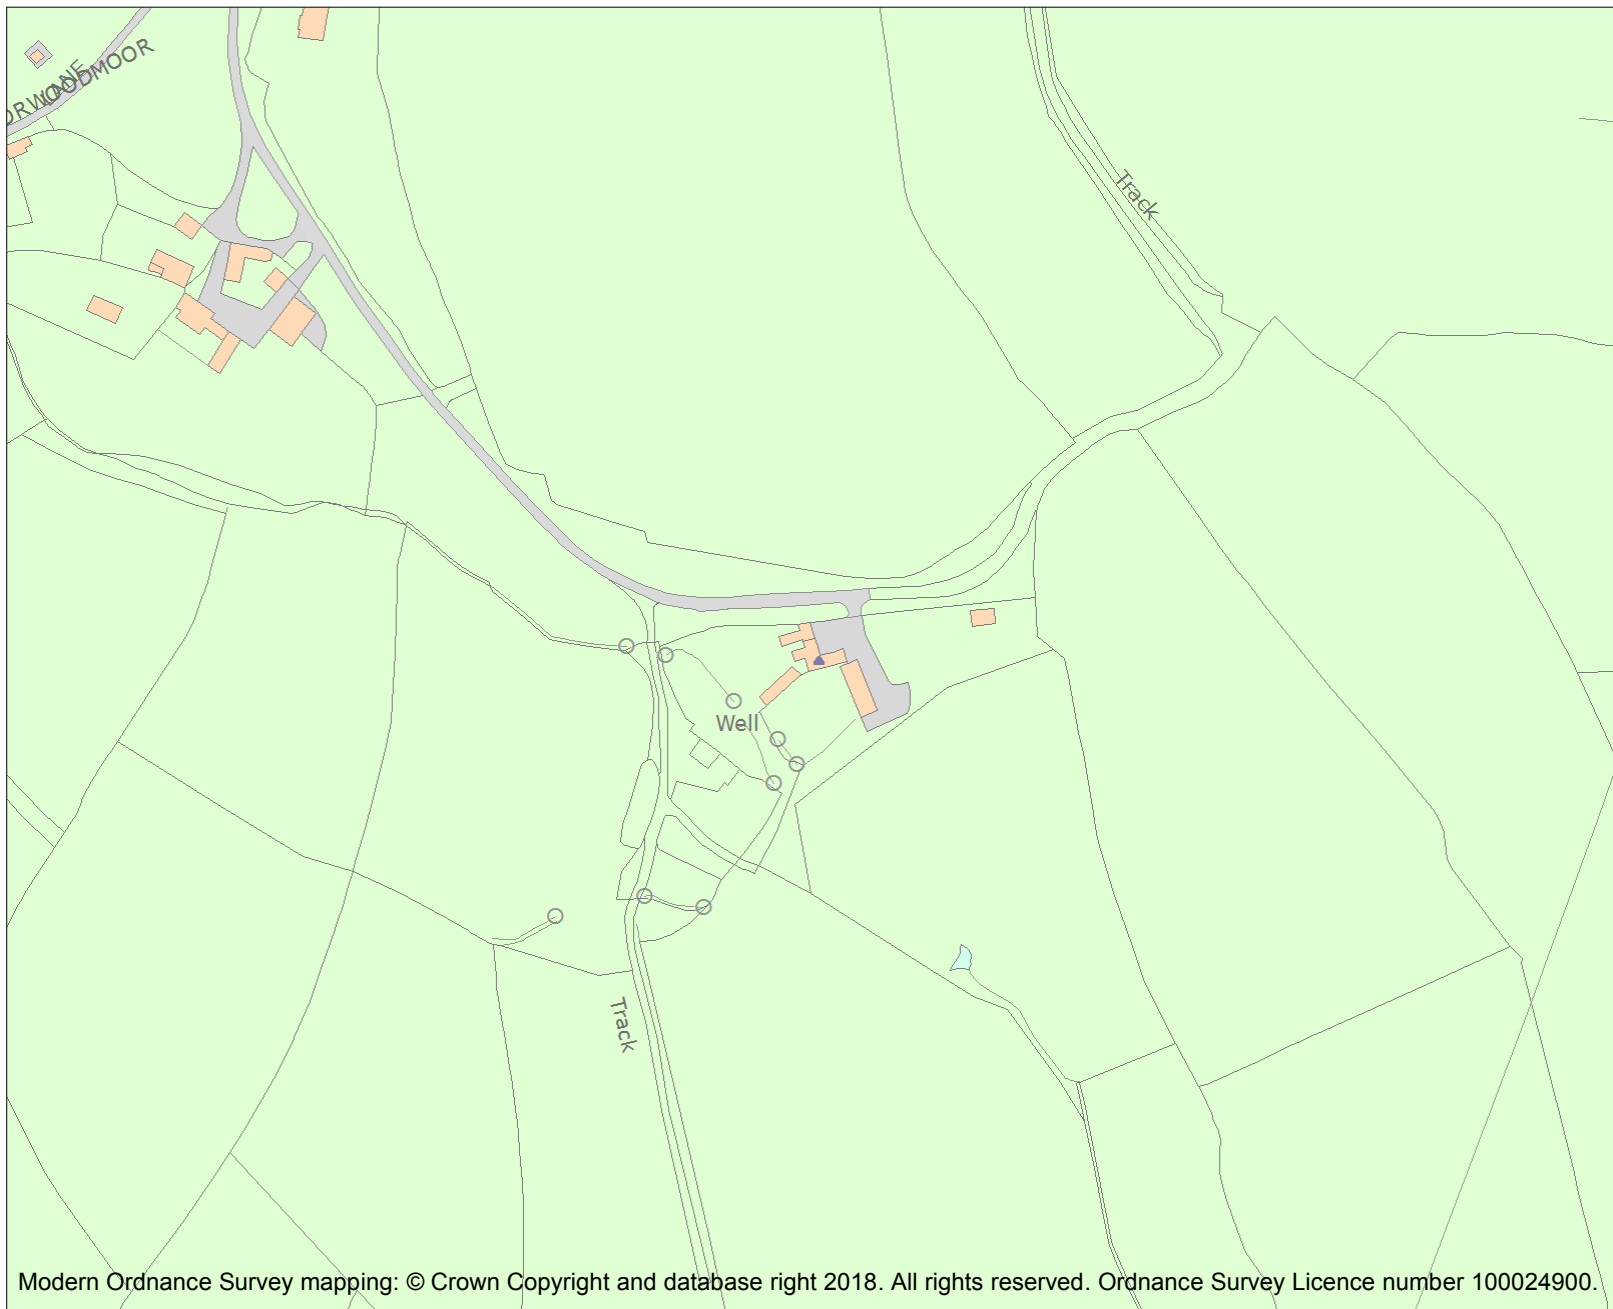 WOODMOOR
LANE
Track
Well
Track
Modern Ordnance Survey mapping: © Crown Copyright and database right 2018. All rights reserved. Ordnance Survey Licence number 100024900.